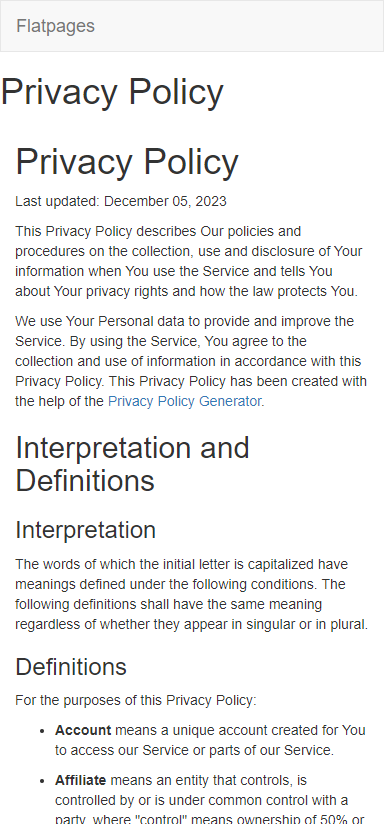 Flatpages
Privacy Policy
Privacy Policy
Last updated: December 05, 2023
This Privacy Policy describes Our policies and
procedures on the collection, use and disclosure of Your
information when You use the Service and tells You
about Your privacy rights and how the law protects You.
We use Your Personal data to provide and improve the
Service. By using the Service, You agree to the
collection and use of information in accordance with this
Privacy Policy. This Privacy Policy has been created with
the help of the Privacy Policy Generator.
Interpretation and
Definitions
Interpretation
The words of which the initial letter is capitalized have
meanings defined under the following conditions. The
following definitions shall have the same meaning
regardless of whether they appear in singular or in plural.
Definitions
For the purposes of this Privacy Policy:
• Account means a unique account created for You
to access our Service or parts of our Service.
• Affiliate means an entity that controls, is
controlled by or is under common control with a
party, where "control" means ownership of 50% or